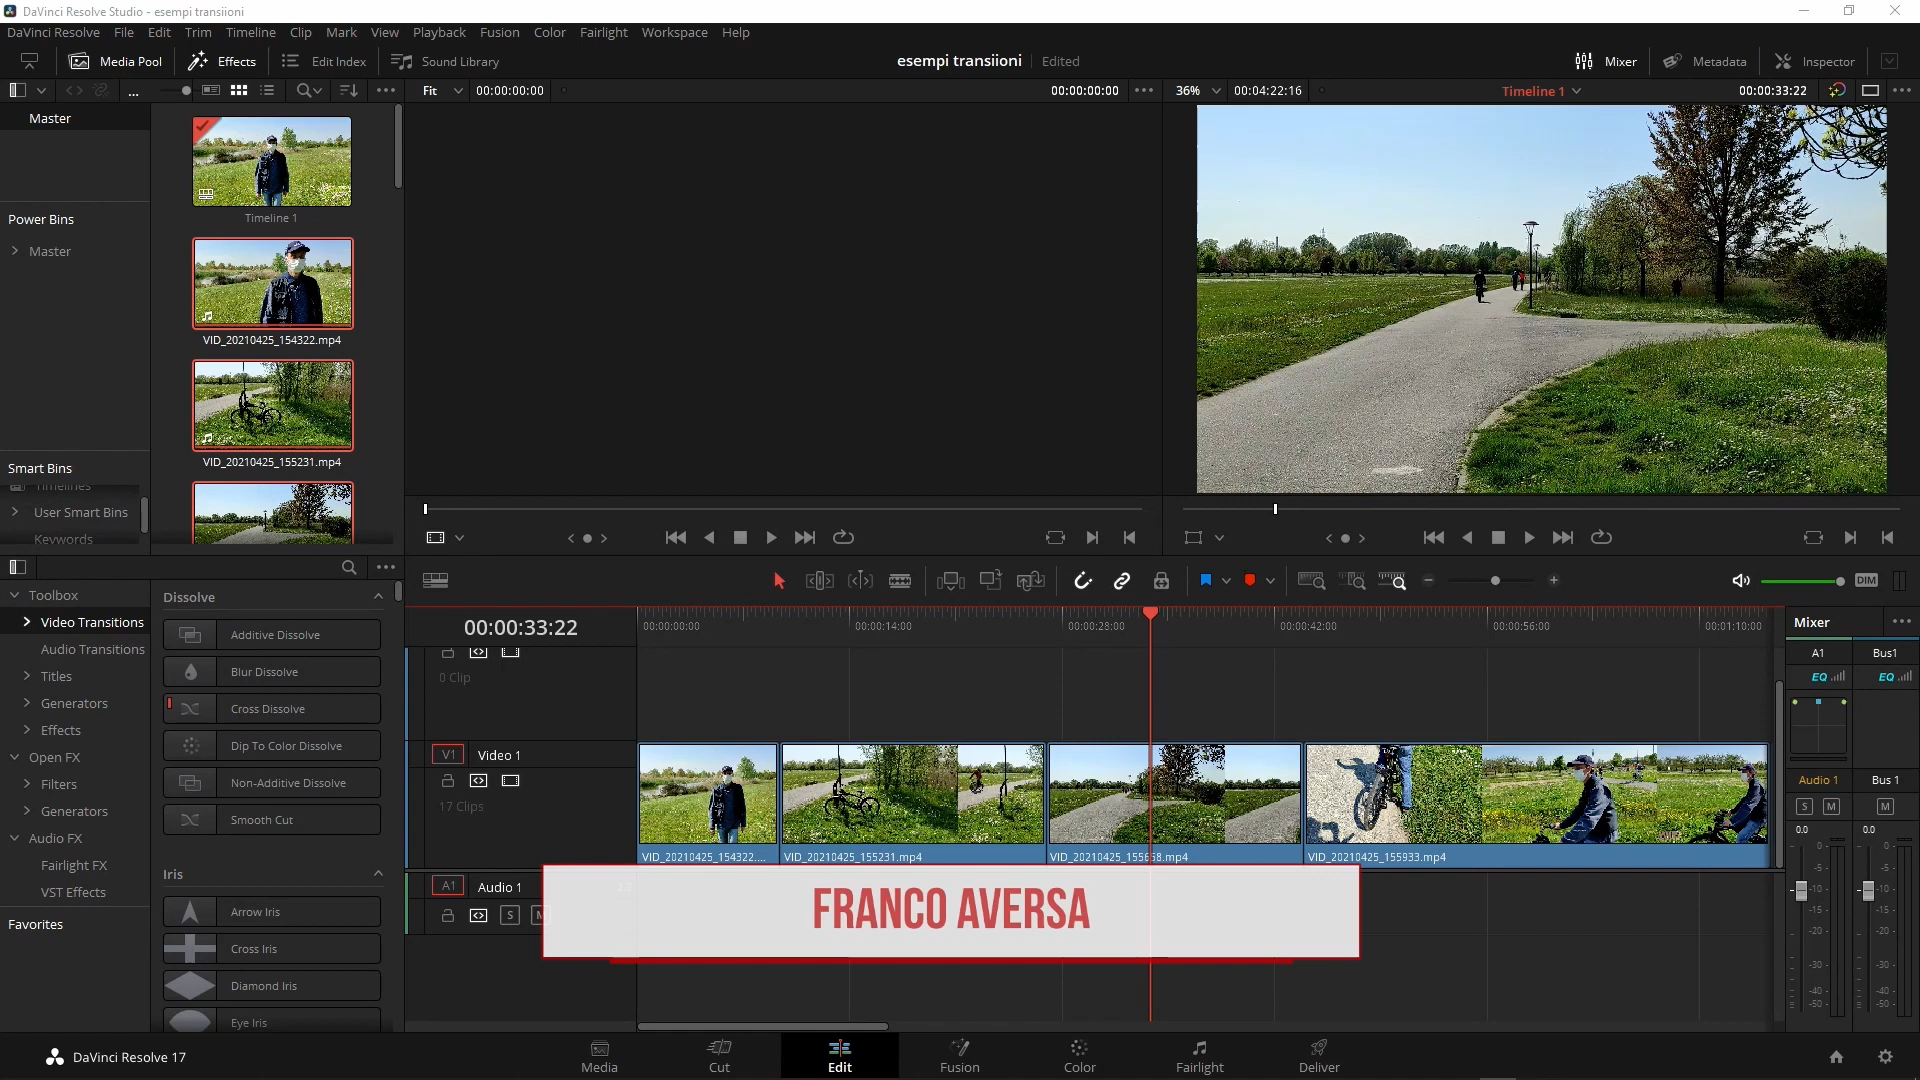 DaVinci Resolve Studio - esempi transiioni
DaVinci Resolve File Edit Trim Timeline Clip Mark View Playback Fusion Color Fairlight Workspace Help
Media Pool Effects Edit Index Sound Library esempi transiioni Edited Mixer Metadata Inspector
Fit 00:00:00:00 00:00:00:00 36% 00:04:22:16 Timeline 1 00:00:33:22
Master
Timeline 1
Power Bins
Master
VID_20210425_154322.mp4
VID_20210425_155231.mp4
Smart Bins
Timelines
User Smart Bins
Keywords
Toolbox
Video Transitions
Audio Transitions
Titles
Generators
Effects
Open FX
Filters
Generators
Audio FX
Fairlight FX
VST Effects
Favorites
Dissolve
Additive Dissolve
Blur Dissolve
Cross Dissolve
Dip To Color Dissolve
Non-Additive Dissolve
Smooth Cut
Iris
Arrow Iris
Cross Iris
Diamond Iris
Eye Iris
DIM
00:00:33:22
00:00:00:00 00:00:14:00 00:00:28:00 00:00:42:00 00:00:56:00 00:01:10:00
0 Clip
V1 Video 1
17 Clips
VID_20210425_154322.... VID_20210425_155231.mp4 VID_20210425_155658.mp4 VID_20210425_155933.mp4
A1 Audio 1
S M
FRANCO AVERSA
Mixer
A1 Bus1
EQ EQ
Audio 1 Bus 1
S M M
0.0 0.0
0- 0-
-5- -5-
-10- -10-
-15- -15-
-20- -20-
-30- -30-
-40- -40-
-50- -50-
DaVinci Resolve 17
Media Cut Edit Fusion Color Fairlight Deliver